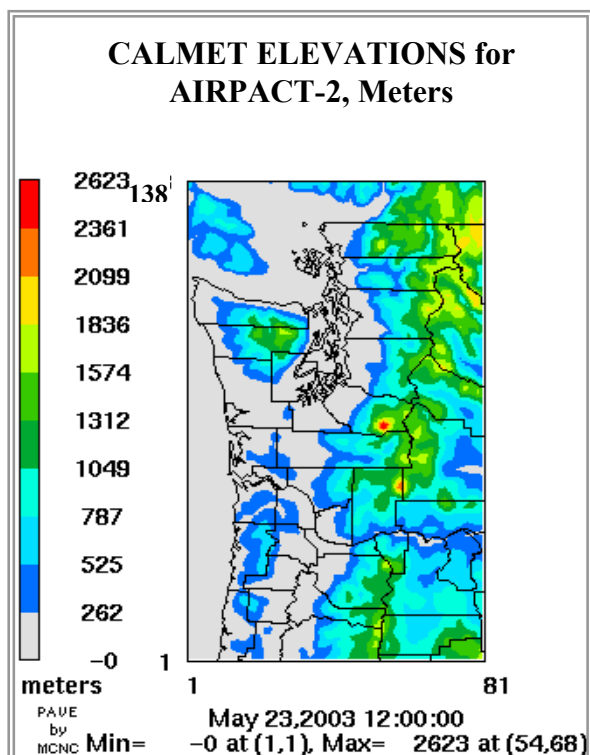 CALMET ELEVATIONS for
AIRPACT-2, Meters
2623
138
2361
2099
1836
1574
1312
1049
787
525
262
-0
1
meters
1
81
PAVE
by
MCNC
May 23,2003 12:00:00
Min= -0 at (1,1), Max= 2623 at (54,68)